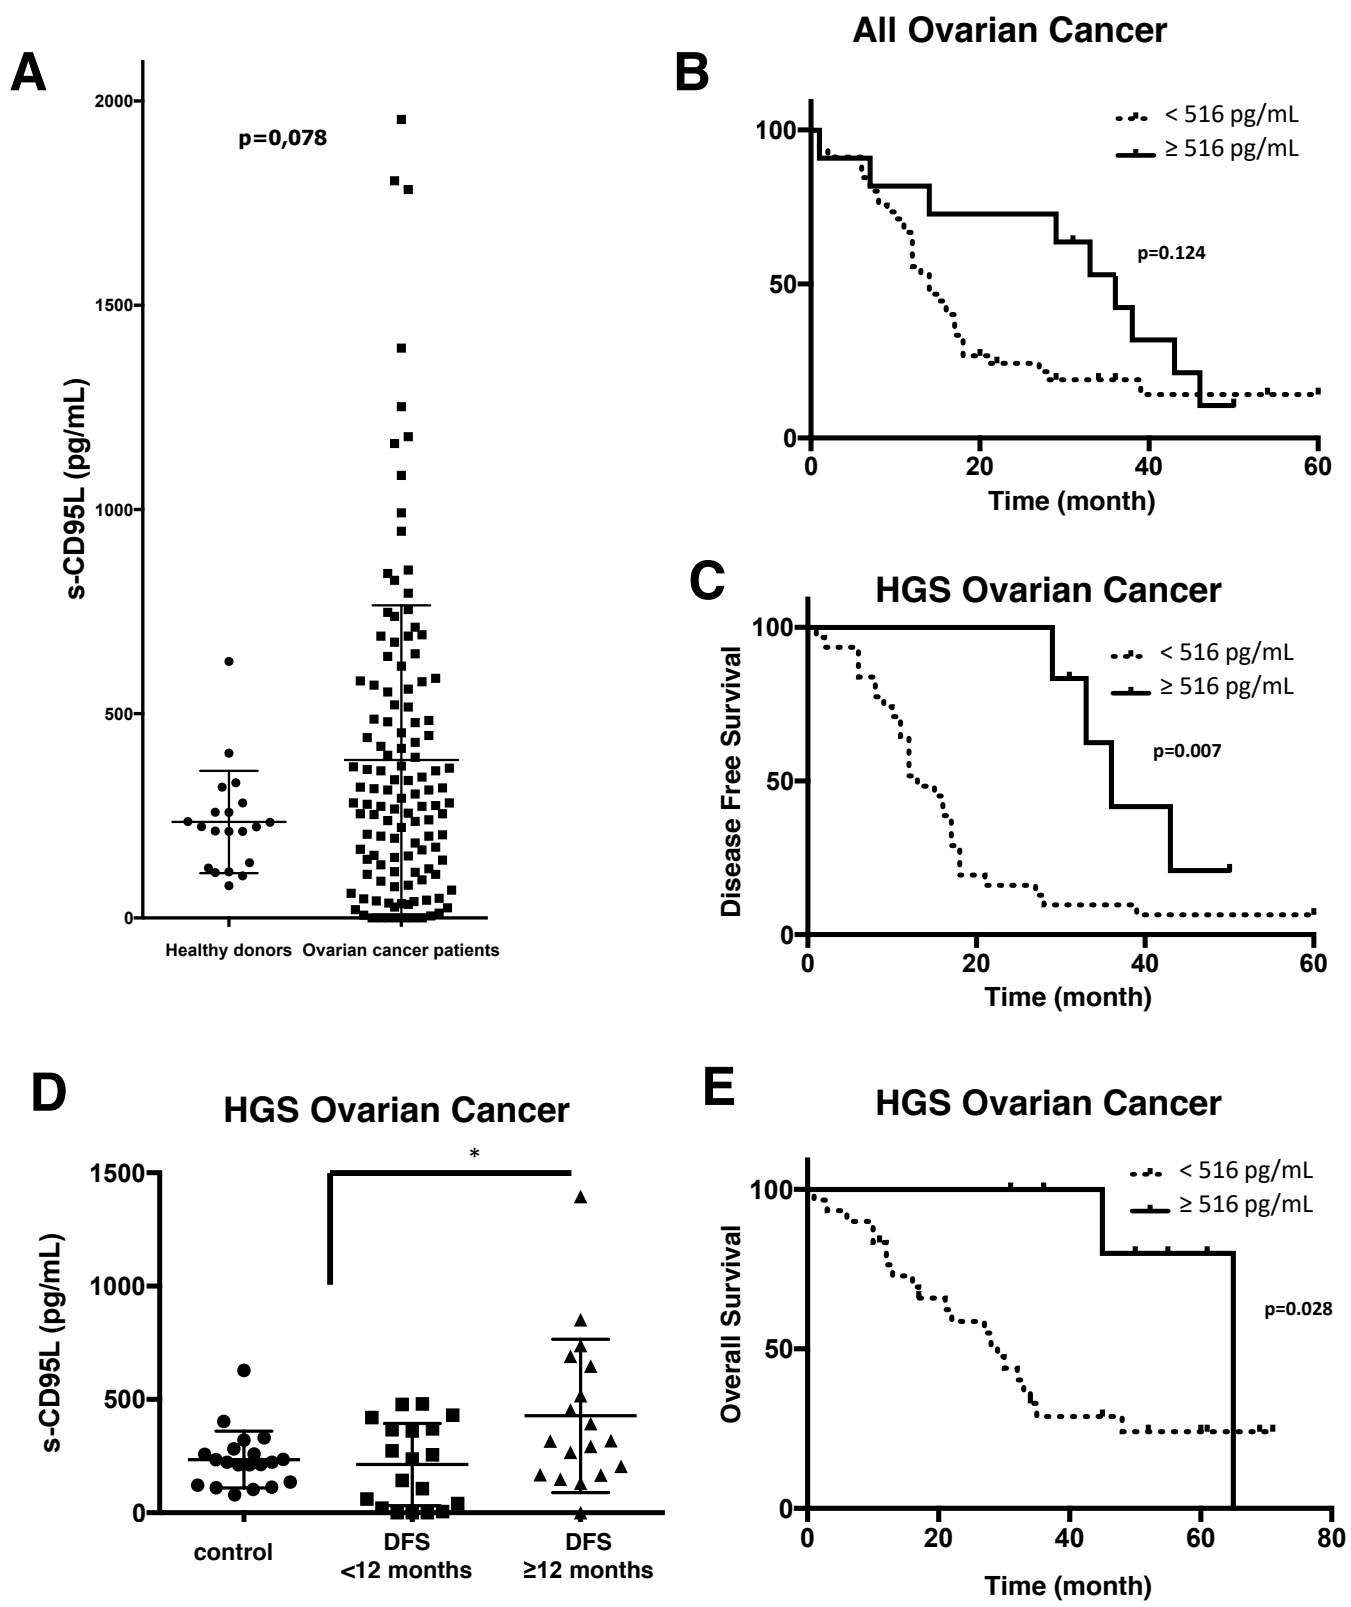 A
2000
1500
1000
500
0
p=0,078
s-CD95L (pg/mL)
Healthy donors
Ovarian cancer patients
B
All Ovarian Cancer
< 516 pg/mL
≥ 516 pg/mL
p=0.124
100
50
0
0 20 40 60
Time (month)
C
HGS Ovarian Cancer
< 516 pg/mL
≥ 516 pg/mL
p=0.007
Disease Free Survival
100
50
0
0 20 40 60
Time (month)
D
HGS Ovarian Cancer
*
s-CD95L (pg/mL)
1500
1000
500
0
control
DFS
<12 months
DFS
≥12 months
E
HGS Ovarian Cancer
< 516 pg/mL
≥ 516 pg/mL
p=0.028
Overall Survival
100
50
0
0 20 40 60 80
Time (month)